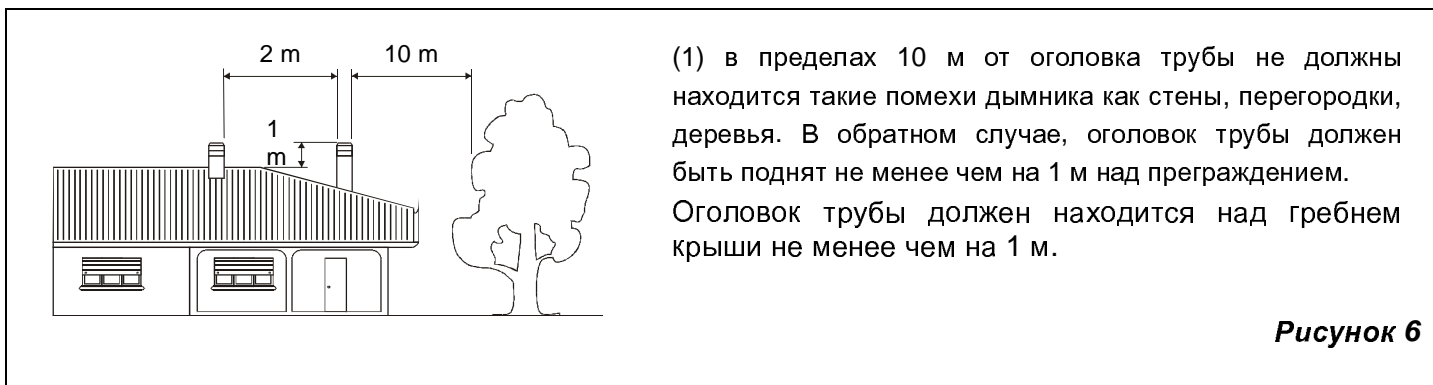 2 m
10 m
1
m
(1) в пределах 10 м от оголовка трубы не должны
находится такие помехи дымника как стены, перегородки,
деревья. В обратном случае, оголовок трубы должен
быть поднят не менее чем на 1 м над преграждением.
Оголовок трубы должен находится над гребнем
крыши не менее чем на 1 м.
Рисунок 6